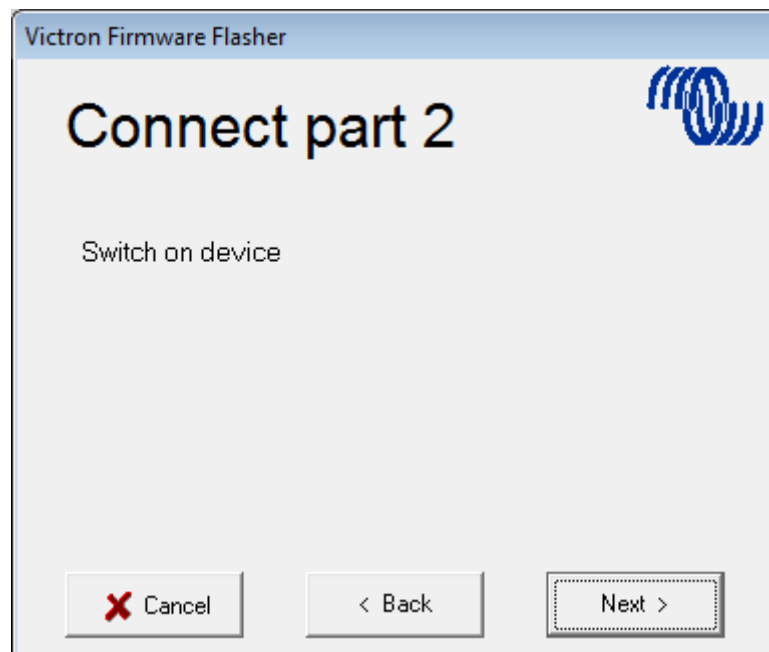 Victron Firmware Flasher
Connect part 2
Switch on device
Cancel
< Back
Next >